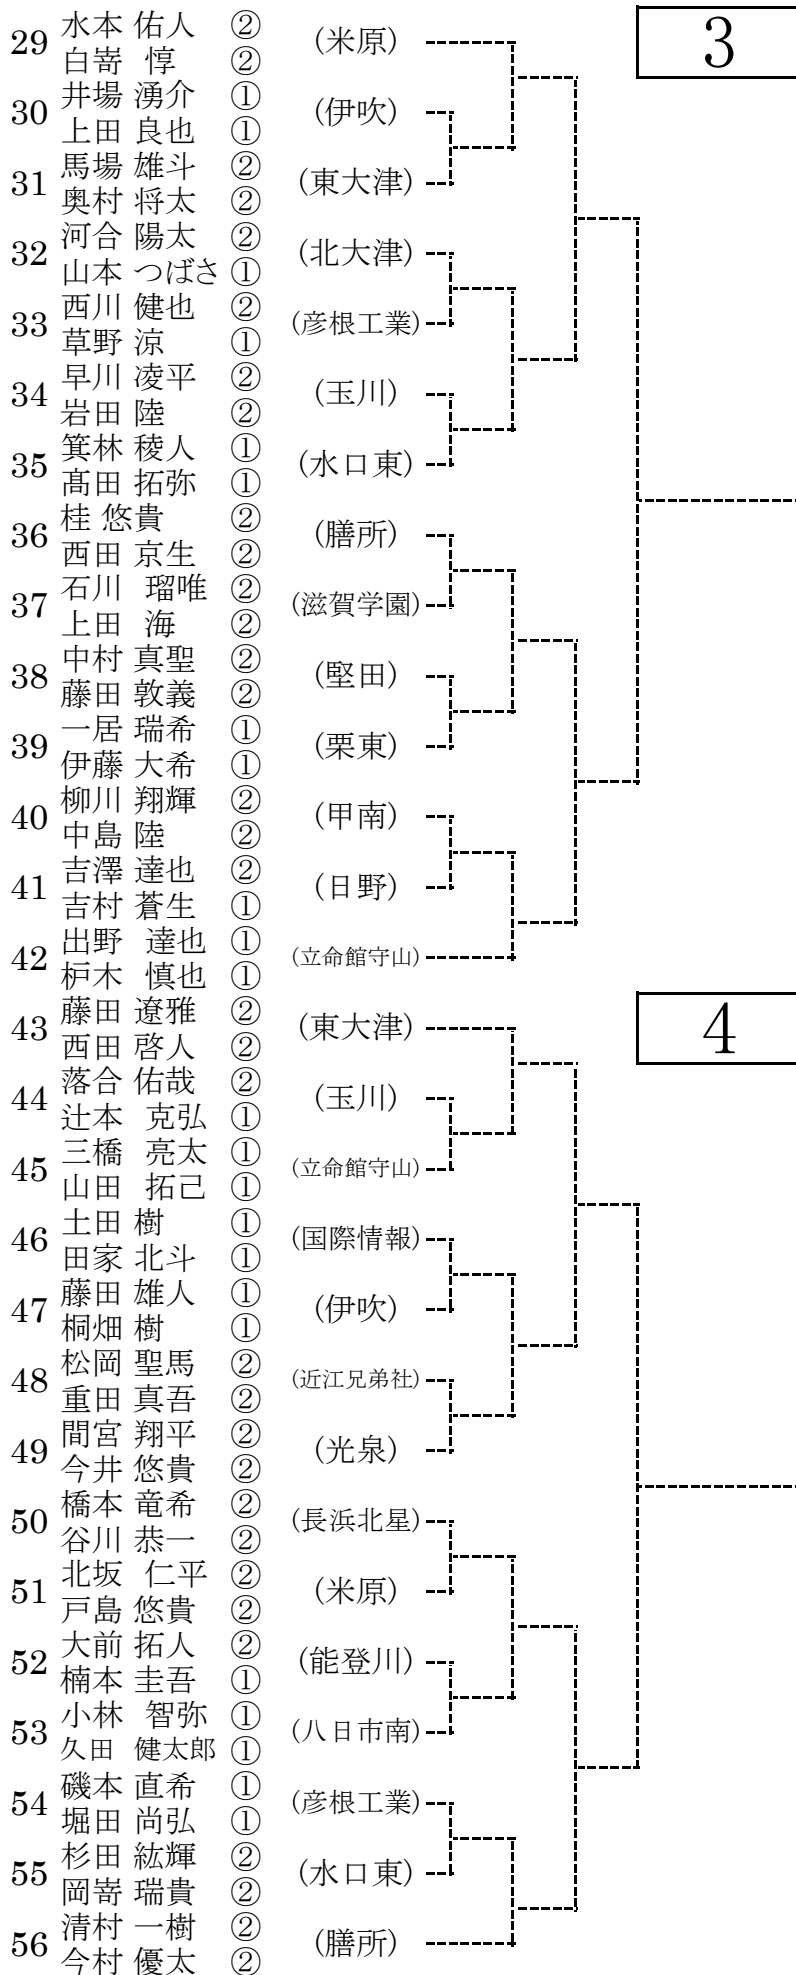 3
水本 佑人 ②
29 (米原)
白嵜 惇 ②
井場 湧介 ①
30 (伊吹)
上田 良也 ①
馬場 雄斗 ②
31 (東大津)
奥村 将太 ②
河合 陽太 ②
32 (北大津)
山本 つばさ ①
西川 健也 ②
33 (彦根工業)
草野 涼 ①
早川 凌平 ②
34 (玉川)
岩田 陸 ②
箕林 稜人 ①
35 (水口東)
髙田 拓弥 ①
桂 悠貴 ②
36 (膳所)
西田 京生 ②
石川 瑠唯 ②
37 (滋賀学園)
上田 海 ②
中村 真聖 ②
38 (堅田)
藤田 敦義 ②
一居 瑞希 ①
39 (栗東)
伊藤 大希 ①
柳川 翔輝 ②
40 (甲南)
中島 陸 ②
吉澤 達也 ②
41 (日野)
吉村 蒼生 ①
出野 達也 ①
42 (立命館守山)
枦木 慎也 ①
4
藤田 遼雅 ②
43 (東大津)
西田 啓人 ②
落合 佑哉 ②
44 (玉川)
辻本 克弘 ①
三橋 亮太 ①
45 (立命館守山)
山田 拓己 ①
土田 樹 ①
46 (国際情報)
田家 北斗 ①
藤田 雄人 ①
47 (伊吹)
桐畑 樹 ①
松岡 聖馬 ②
48 (近江兄弟社)
重田 真吾 ②
間宮 翔平 ②
49 (光泉)
今井 悠貴 ②
橋本 竜希 ②
50 (長浜北星)
谷川 恭一 ②
北坂 仁平 ②
51 (米原)
戸島 悠貴 ②
大前 拓人 ②
52 (能登川)
楠本 圭吾 ①
小林 智弥 ①
53 (八日市南)
久田 健太郎 ①
磯本 直希 ①
54 (彦根工業)
堀田 尚弘 ①
杉田 紘輝 ②
55 (水口東)
岡嵜 瑞貴 ②
清村 一樹 ②
56 (膳所)
今村 優太 ②